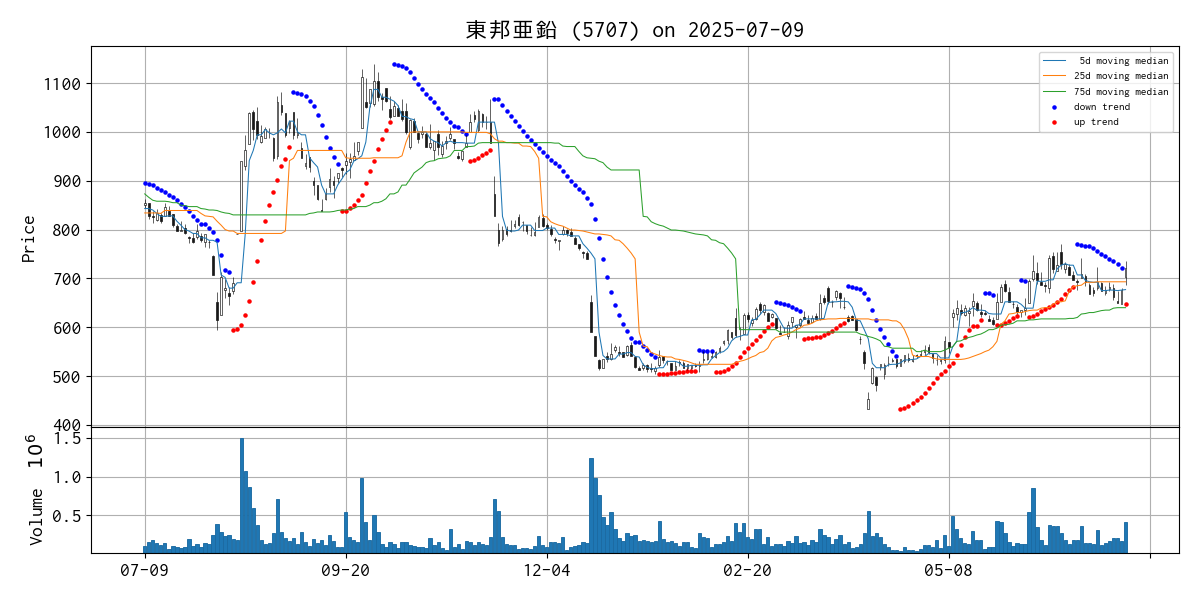 東邦亜鉛 (5707) on 2025-07-09
5d moving median
25d moving median
75d moving median
down trend
up trend
Price
1100
1000
900
800
700
600
500
400
Volume 10^6
1.5
1.0
0.5
07-09 09-20 12-04 02-20 05-08